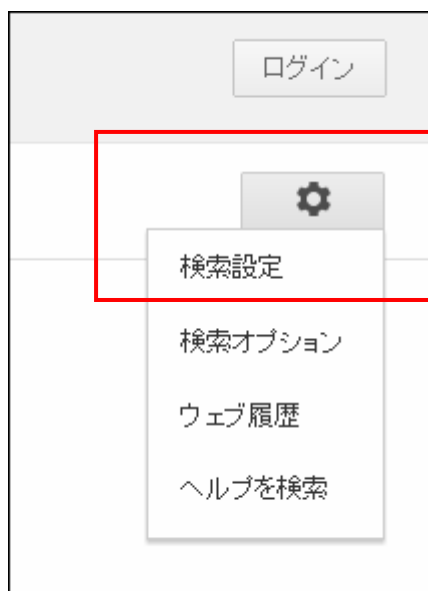 ログイン
検索設定
検索オプション
ウェブ履歴
ヘルプを検索